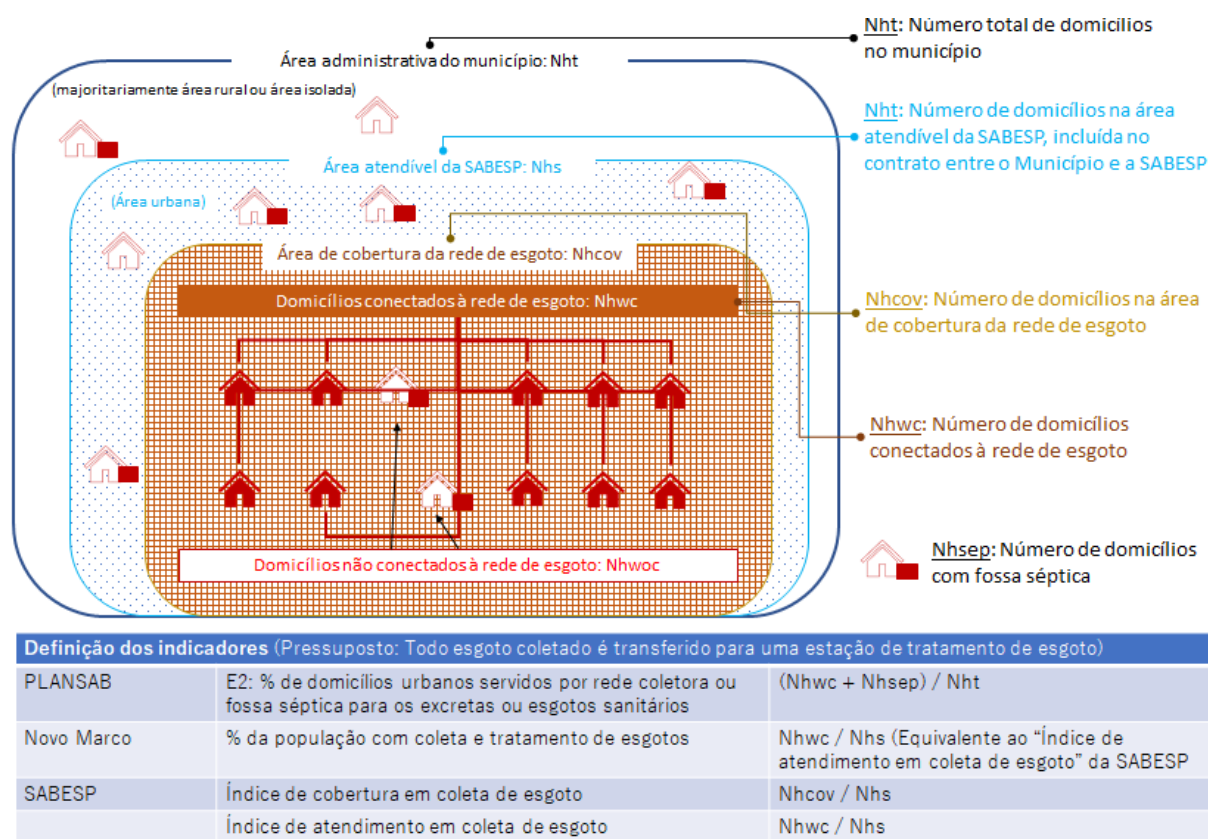 Nht: Número total de domicílios
no município
Área administrativa do município: Nht
(majoritariamente área rural ou área isolada)
Nht: Número de domicílios na área
atendível da SABESP, incluída no
contrato entre o Município e a SABESP
Área atendível da SABESP: Nhs
(Área urbana)
Área de cobertura da rede de esgoto: Nhcov
Domicílios conectados à rede de esgoto: Nhwc
Nhcov: Número de domicílios na área
de cobertura da rede de esgoto
Nhwc: Número de domicílios
conectados à rede de esgoto
Domicílios não conectados à rede de esgoto: Nhwoc
Nhsep: Número de domicílios
com fossa séptica
Definição dos indicadores (Pressuposto: Todo esgoto coletado é transferido para uma estação de tratamento de esgoto)
PLANSAB
E2: % de domicílios urbanos servidos por rede coletora ou
fossa séptica para os excretas ou esgotos sanitários
(Nhwc + Nhsep) / Nht
Novo Marco
% da população com coleta e tratamento de esgotos
Nhwc / Nhs (Equivalente ao “Índice de
atendimento em coleta de esgoto” da SABESP
SABESP
Índice de cobertura em coleta de esgoto
Nhcov / Nhs
Índice de atendimento em coleta de esgoto
Nhwc / Nhs